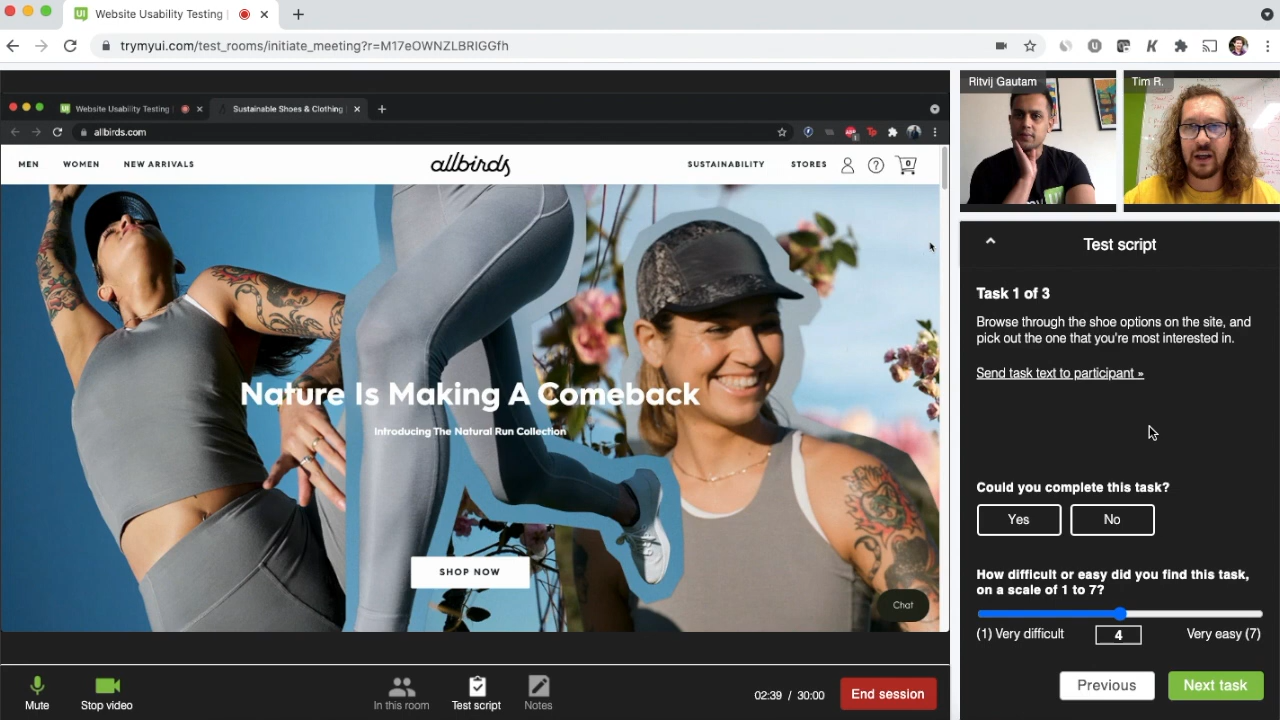 Website Usability Testing |
trymyui.com/test_rooms/initiate_meeting?r=M17eOWNZLBRIGGfh
Website Usability Testing |
Sustainable Shoes & Clothing |
allbirds.com
MEN
WOMEN
NEW ARRIVALS
allbirds
SUSTAINABILITY
STORES
0
Nature Is Making A Comeback
Introducing The Natural Run Collection
SHOP NOW
Chat
Ritvij Gautam
Tim R.
Test script
Task 1 of 3
Browse through the shoe options on the site, and
pick out the one that you're most interested in.
Send task text to participant »
Could you complete this task?
Yes
No
How difficult or easy did you find this task,
on a scale of 1 to 7?
(1) Very difficult
4
Very easy (7)
Previous
Next task
Mute
Stop video
In this room
Test script
Notes
02:39 / 30:00
End session